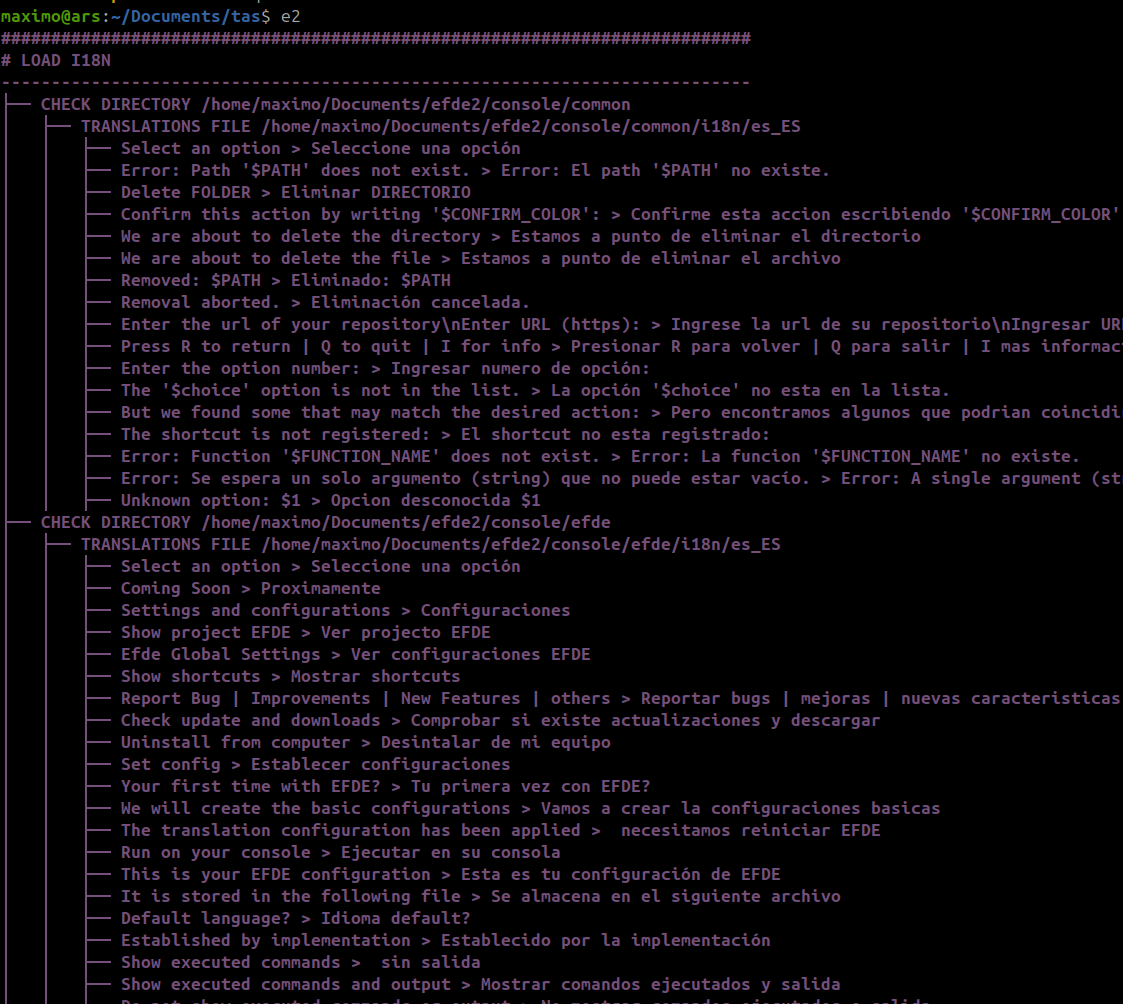 maximo@ars:~/Documents/tas$ e2
###########################################################################
# LOAD I18N
---------------------------------------------------------------------------
├── CHECK DIRECTORY /home/maximo/Documents/efde2/console/common
│   ├── TRANSLATIONS FILE /home/maximo/Documents/efde2/console/common/i18n/es_ES
│   │   ├── Select an option > Seleccione una opción
│   │   ├── Error: Path '$PATH' does not exist. > Error: El path '$PATH' no existe.
│   │   ├── Delete FOLDER > Eliminar DIRECTORIO
│   │   ├── Confirm this action by writing '$CONFIRM_COLOR': > Confirme esta accion escribiendo '$CONFIRM_COLOR'
│   │   ├── We are about to delete the directory > Estamos a punto de eliminar el directorio
│   │   ├── We are about to delete the file > Estamos a punto de eliminar el archivo
│   │   ├── Removed: $PATH > Eliminado: $PATH
│   │   ├── Removal aborted. > Eliminación cancelada.
│   │   ├── Enter the url of your repository\nEnter URL (https): > Ingrese la url de su repositorio\nIngresar URL
│   │   ├── Press R to return | Q to quit | I for info > Presionar R para volver | Q para salir | I mas informac
│   │   ├── Enter the option number: > Ingresar numero de opción:
│   │   ├── The '$choice' option is not in the list. > La opción '$choice' no esta en la lista.
│   │   ├── But we found some that may match the desired action: > Pero encontramos algunos que podrian coincidi
│   │   ├── The shortcut is not registered: > El shortcut no esta registrado:
│   │   ├── Error: Function '$FUNCTION_NAME' does not exist. > Error: La funcion '$FUNCTION_NAME' no existe.
│   │   ├── Error: Se espera un solo argumento (string) que no puede estar vacío. > Error: A single argument (st
│   │   ├── Unknown option: $1 > Opcion desconocida $1
├── CHECK DIRECTORY /home/maximo/Documents/efde2/console/efde
│   ├── TRANSLATIONS FILE /home/maximo/Documents/efde2/console/efde/i18n/es_ES
│   │   ├── Select an option > Seleccione una opción
│   │   ├── Coming Soon > Proximamente
│   │   ├── Settings and configurations > Configuraciones
│   │   ├── Show project EFDE > Ver projecto EFDE
│   │   ├── Efde Global Settings > Ver configuraciones EFDE
│   │   ├── Show shortcuts > Mostrar shortcuts
│   │   ├── Report Bug | Improvements | New Features | others > Reportar bugs | mejoras | nuevas caracteristicas
│   │   ├── Check update and downloads > Comprobar si existe actualizaciones y descargar
│   │   ├── Uninstall from computer > Desintalar de mi equipo
│   │   ├── Set config > Establecer configuraciones
│   │   ├── Your first time with EFDE? > Tu primera vez con EFDE?
│   │   ├── We will create the basic configurations > Vamos a crear la configuraciones basicas
│   │   ├── The translation configuration has been applied >  necesitamos reiniciar EFDE
│   │   ├── Run on your console > Ejecutar en su consola
│   │   ├── This is your EFDE configuration > Esta es tu configuración de EFDE
│   │   ├── It is stored in the following file > Se almacena en el siguiente archivo
│   │   ├── Default language? > Idioma default?
│   │   ├── Established by implementation > Establecido por la implementación
│   │   ├── Show executed commands >  sin salida
│   │   ├── Show executed commands and output > Mostrar comandos ejecutados y salida